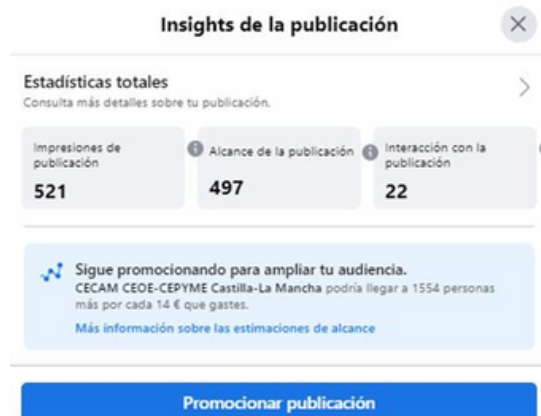 Insights de la publicación
Estadísticas totales
Consulta más detalles sobre tu publicación.
Impresiones de
publicación
521
Alcance de la publicación
497
Interacción con la
publicación
22
Sigue promocionando para ampliar tu audiencia.
CECAM CEOE-CEPYME Castilla-La Mancha podría llegar a 1554 personas
más por cada 14 € que gastes.
Más información sobre las estimaciones de alcance
Promocionar publicación